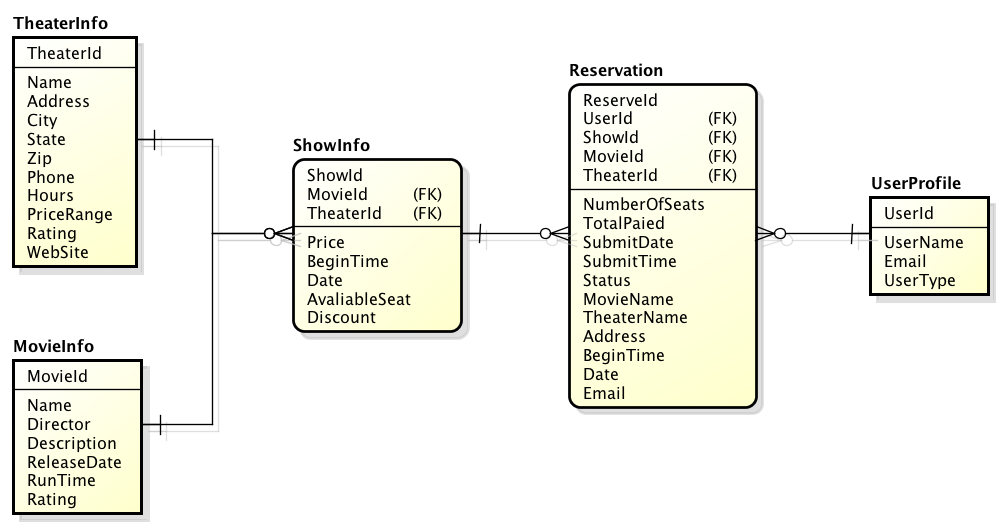 TheaterInfo
TheaterId
Name
Address
City
State
Zip
Phone
Hours
PriceRange
Rating
WebSite
MovieInfo
MovieId
Name
Director
Description
ReleaseDate
RunTime
Rating
ShowInfo
ShowId
MovieId (FK)
TheaterId (FK)
Price
BeginTime
Date
AvaliableSeat
Discount
Reservation
ReserveId
UserId (FK)
ShowId (FK)
MovieId (FK)
TheaterId (FK)
NumberOfSeats
TotalPaied
SubmitDate
SubmitTime
Status
MovieName
TheaterName
Address
BeginTime
Date
Email
UserProfile
UserId
UserName
Email
UserType